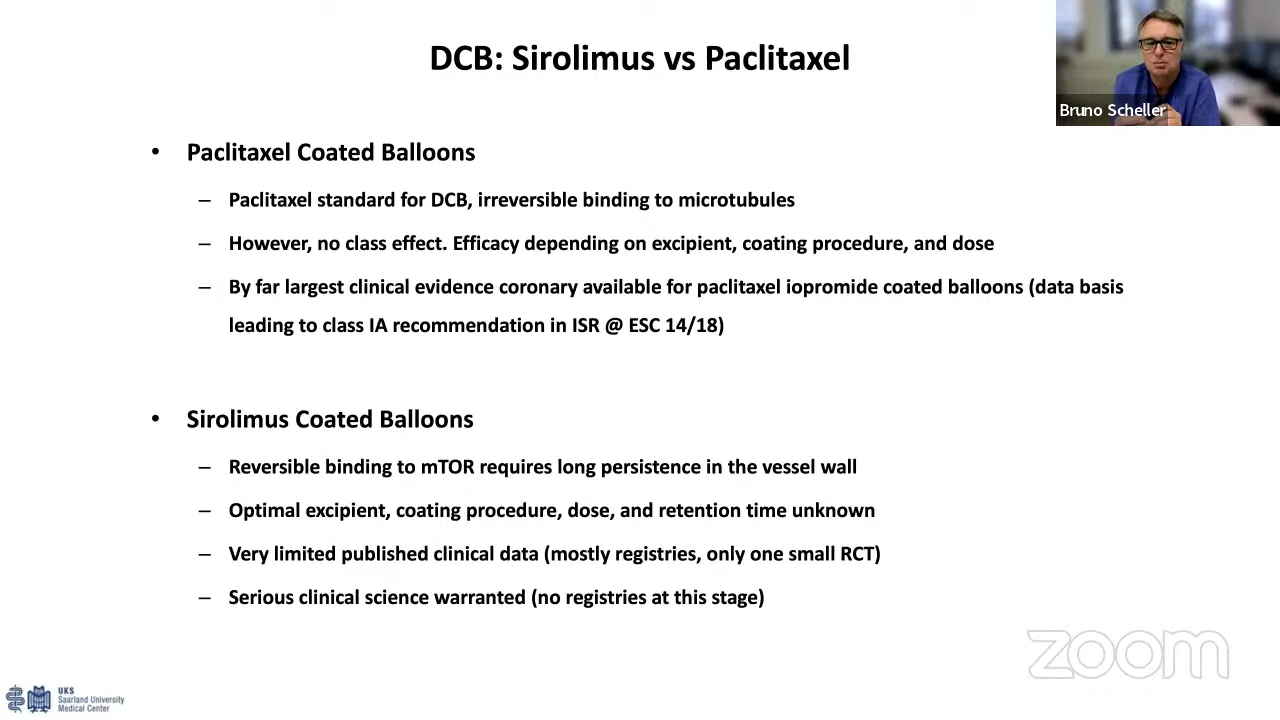 DCB: Sirolimus vs Paclitaxel
Bruno Scheller
• Paclitaxel Coated Balloons
– Paclitaxel standard for DCB, irreversible binding to microtubules
– However, no class effect. Efficacy depending on excipient, coating procedure, and dose
– By far largest clinical evidence coronary available for paclitaxel iopromide coated balloons (data basis
leading to class IA recommendation in ISR @ ESC 14/18)
• Sirolimus Coated Balloons
– Reversible binding to mTOR requires long persistence in the vessel wall
– Optimal excipient, coating procedure, dose, and retention time unknown
– Very limited published clinical data (mostly registries, only one small RCT)
– Serious clinical science warranted (no registries at this stage)
zoom
UKS
Saarland University
Medical Center